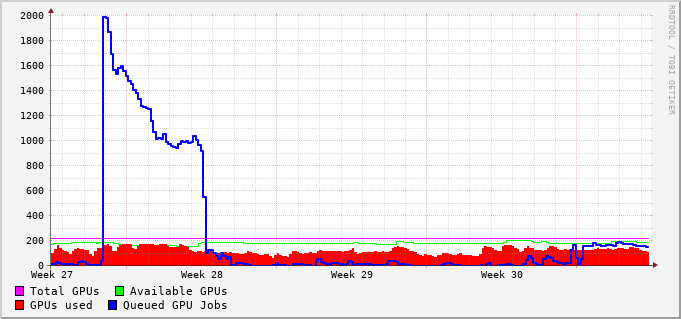 2000
1800
1600
1400
1200
1000
800
600
400
200
0
Week 27 Week 28 Week 29 Week 30
Total GPUs Available GPUs
GPUs used Queued GPU Jobs
RRDTOOL / TOBI OETIKER